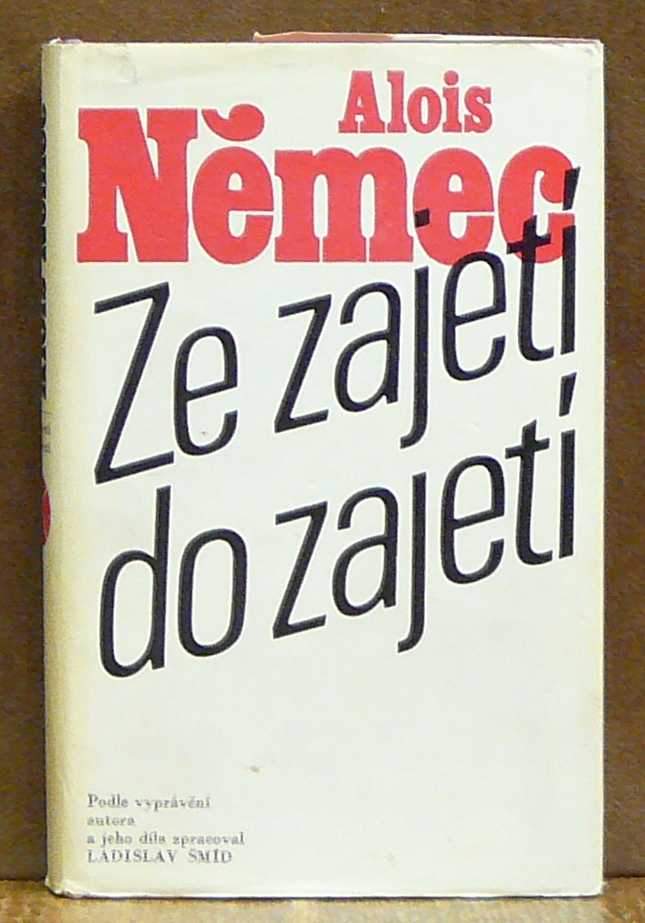 Alois
Němec
Ze zajetí
do zajetí
Podle vyprávění
autora
a jeho díla zpracoval
LADISLAV ŠMÍD